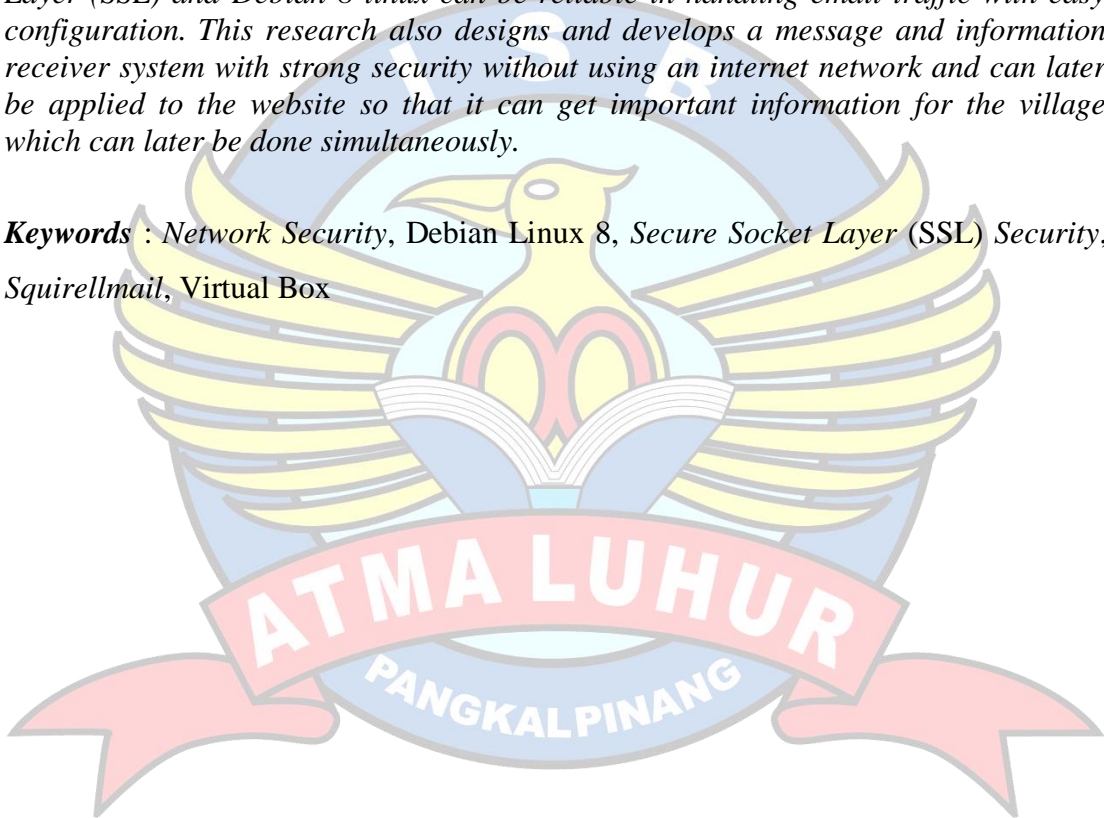 Layer (SSL) and Debian 8 linux can be reliable in handling email traffic with easy
configuration. This research also designs and develops a message and information
receiver system with strong security without using an internet network and can later
be applied to the website so that it can get important information for the village
which can later be done simultaneously.
Keywords : Network Security, Debian Linux 8, Secure Socket Layer (SSL) Security,
Squirellmail, Virtual Box
I S B
ATMA LUHUR
PANGKALPINANG